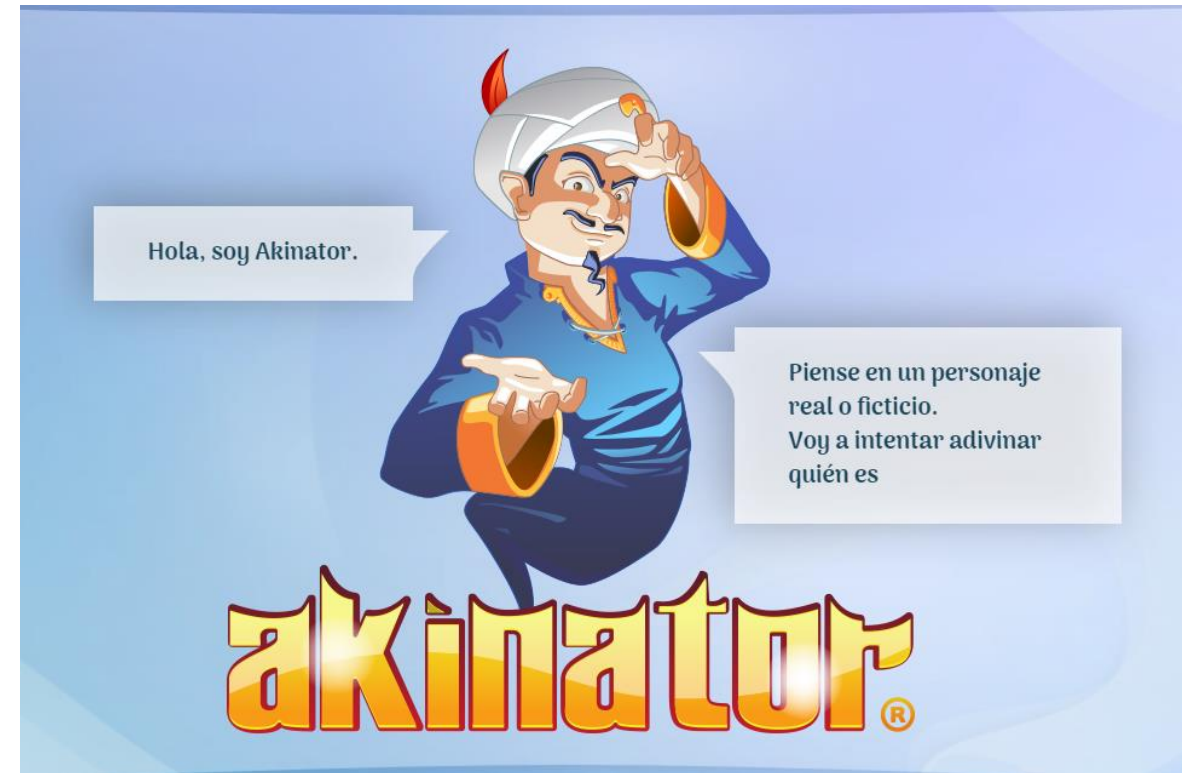 Hola, soy Akinator.
Piense en un personaje
real o ficticio.
Voy a intentar adivinar
quién es
akinator®